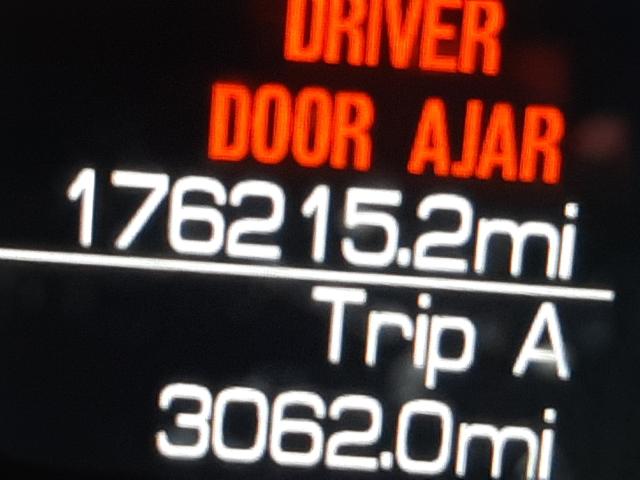 DRIVER
DOOR AJAR
176215.2mi
Trip A
3062.0mi